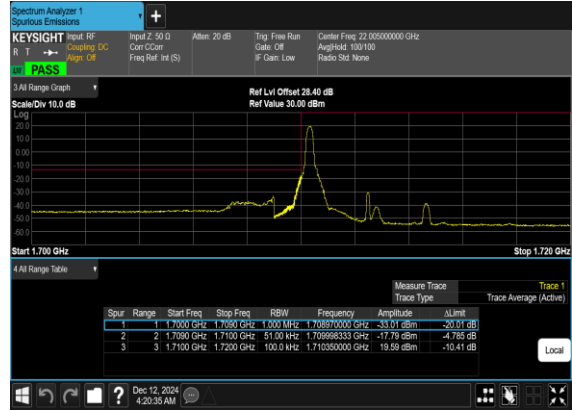 Spectrum Analyzer 1
Spurious Emissions
+
KEYSIGHT Input: RF Input Z: 50 Ω Atten: 20 dB Trig: Free Run Center Freq: 22.005000000 GHz
R T Coupling: DC Corr CCorr Gate: Off Avg|Hold: 100/100
Align: Off Freq Ref: Int (S) IF Gain: Low Radio Std: None
PASS
3 All Range Graph Ref Lvl Offset 28.40 dB
Scale/Div 10.0 dB Ref Value 30.00 dBm
Log
20.0
10.0
0.00
-10.0
-20.0
-30.0
-40.0
-50.0
-60.0
Start 1.700 GHz Stop 1.720 GHz
4 All Range Table
Measure Trace Trace 1
Trace Type Trace Average (Active)
Spur Range Start Freq Stop Freq RBW Frequency Amplitude ΔLimit
1 1 1.7000 GHz 1.7090 GHz 1.000 MHz 1.708970000 GHz -33.01 dBm -20.01 dB
2 2 1.7090 GHz 1.7100 GHz 51.00 kHz 1.709998333 GHz -17.79 dBm -4.785 dB
3 3 1.7100 GHz 1.7200 GHz 100.0 kHz 1.710350000 GHz 19.59 dBm -10.41 dB
Local
? Dec 12, 2024
4:20:35 AM